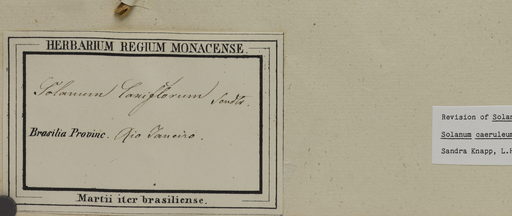 HERBARIUM REGIUM MONACENSE.
Solanum laxiflorum Sendt.
Brasilia Provinc. Rio Janeiro.
Martii iter brasiliense.
Revision of Solan
Solanum caeruleum
Sandra Knapp, L.H